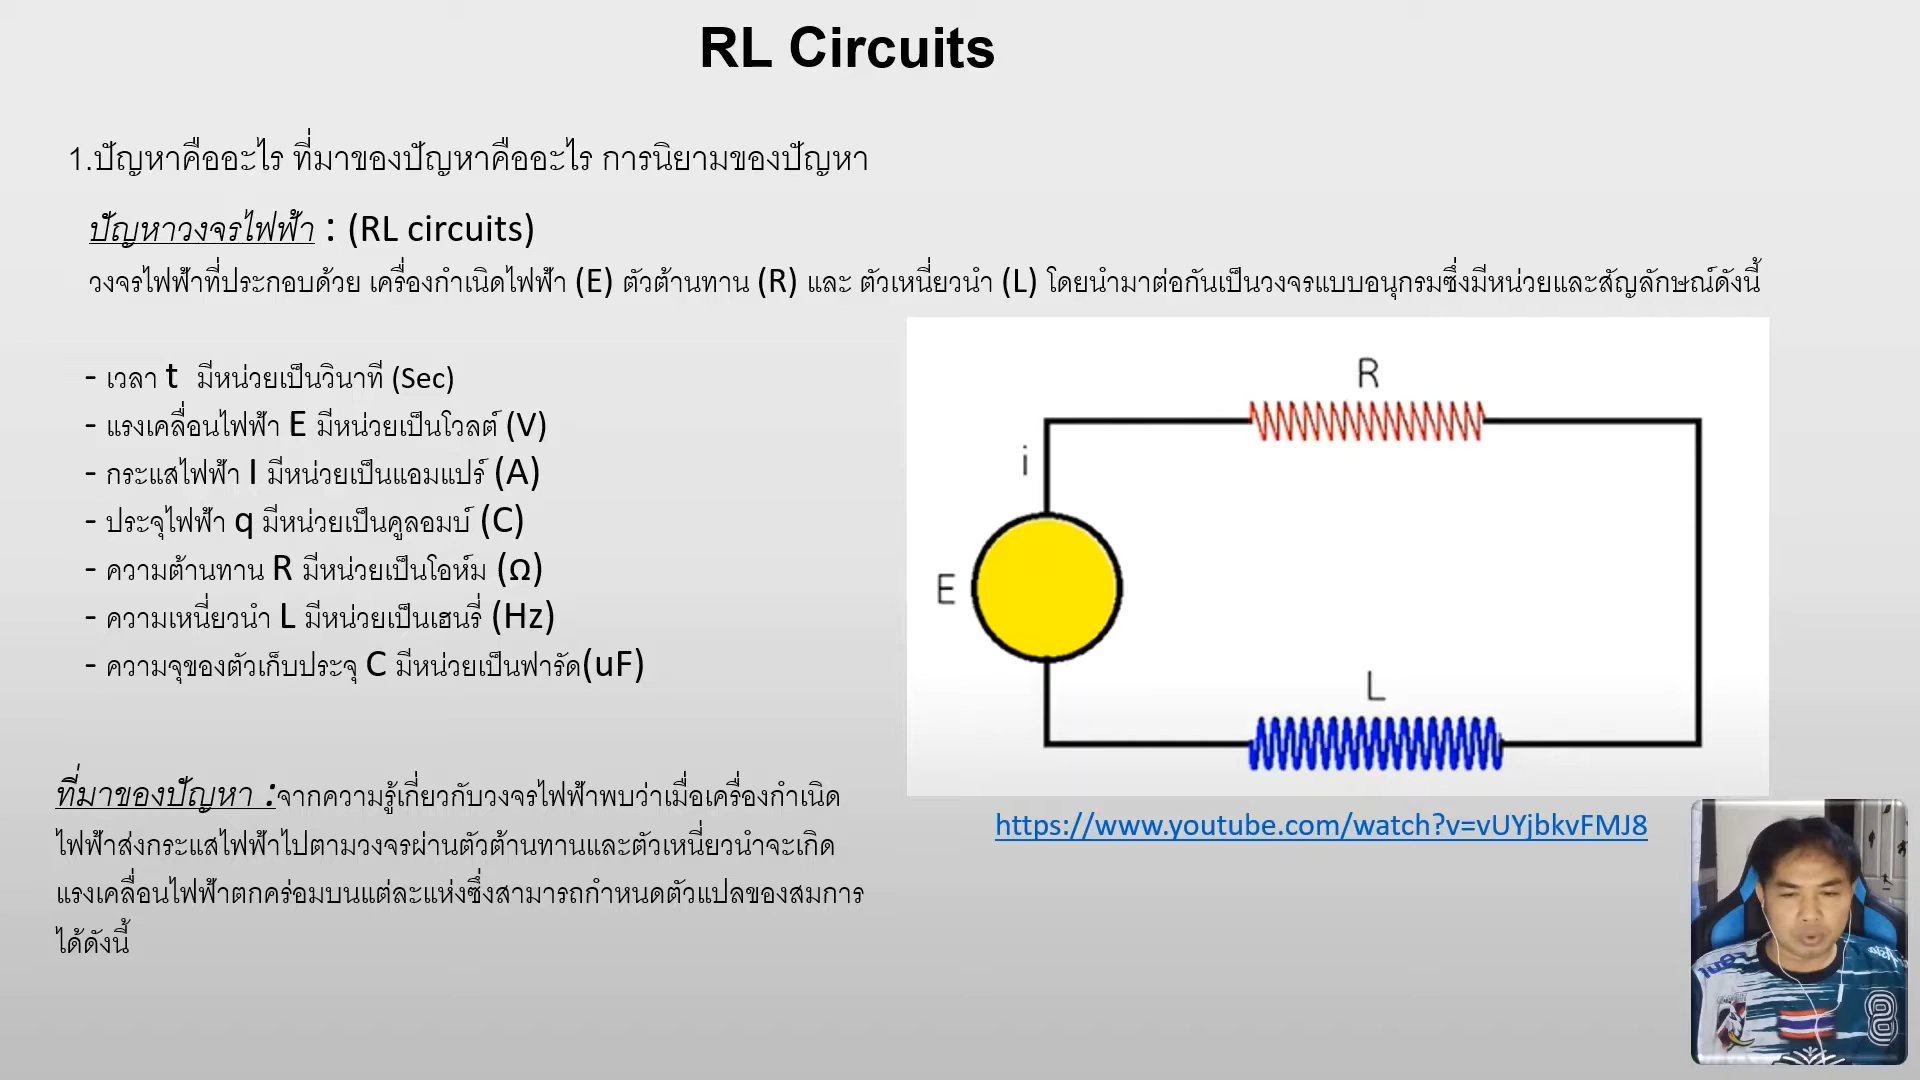 RL Circuits
1.ปัญหาคืออะไร ที่มาของปัญหาคืออะไร การนิยามของปัญหา
ปัญหาวงจรไฟฟ้า : (RL circuits)
วงจรไฟฟ้าที่ประกอบด้วย เครื่องกำเนิดไฟฟ้า (E) ตัวต้านทาน (R) และ ตัวเหนี่ยวนำ (L) โดยนำมาต่อกันเป็นวงจรแบบอนุกรมซึ่งมีหน่วยและสัญลักษณ์ดังนี้
- เวลา t มีหน่วยเป็นวินาที (Sec)
- แรงเคลื่อนไฟฟ้า E มีหน่วยเป็นโวลต์ (V)
- กระแสไฟฟ้า I มีหน่วยเป็นแอมแปร์ (A)
- ประจุไฟฟ้า q มีหน่วยเป็นคูลอมบ์ (C)
- ความต้านทาน R มีหน่วยเป็นโอห์ม (Ω)
- ความเหนี่ยวนำ L มีหน่วยเป็นเฮนรี่ (Hz)
- ความจุของตัวเก็บประจุ C มีหน่วยเป็นฟารัด(uF)
R
i
E
L
https://www.youtube.com/watch?v=vUYjbkvFMJ8
ที่มาของปัญหา :จากความรู้เกี่ยวกับวงจรไฟฟ้าพบว่าเมื่อเครื่องกำเนิด
ไฟฟ้าส่งกระแสไฟฟ้าไปตามวงจรผ่านตัวต้านทานและตัวเหนี่ยวนำจะเกิด
แรงเคลื่อนไฟฟ้าตกคร่อมบนแต่ละแห่งซึ่งสามารถกำหนดตัวแปลของสมการ
ได้ดังนี้